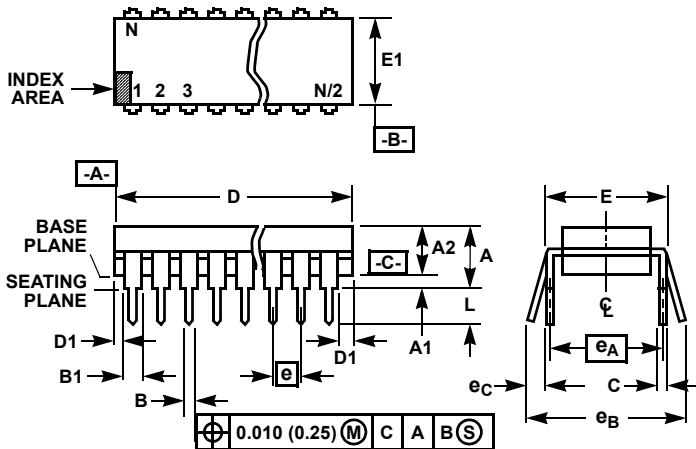 N
E1
INDEX
AREA
1 2 3 N/2
-B-
-A-
D
E
BASE
PLANE
A2
A
-C-
SEATING
PLANE
L
℄
D1
A1
D1
eA
B1
e
eC
C
B
eB
0.010 (0.25) Ⓜ C A B Ⓢ